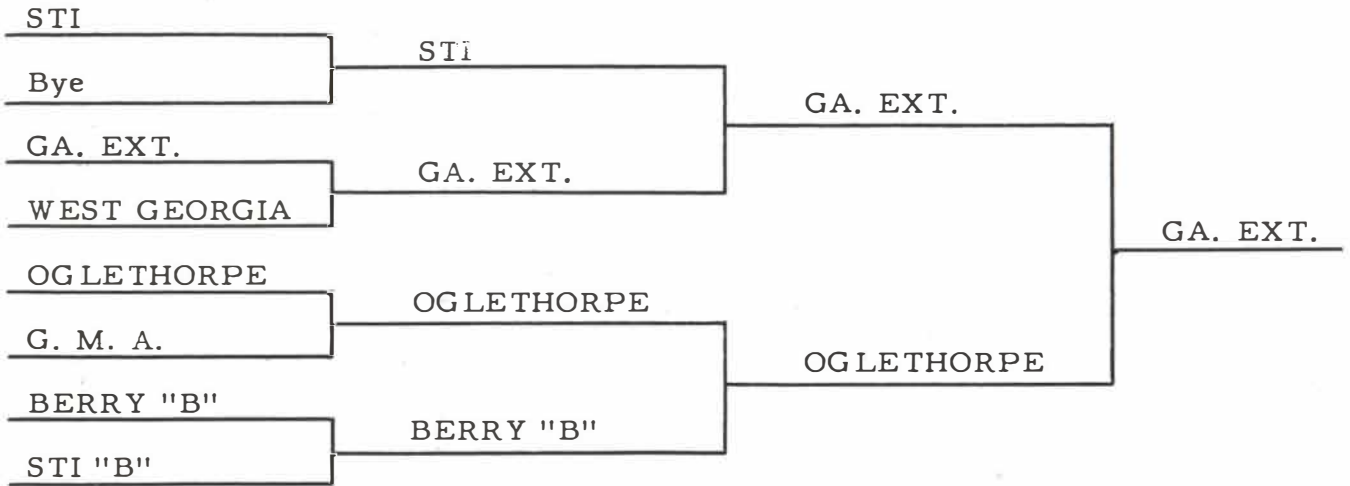 STI
Bye
GA. EXT.
WEST GEORGIA
OGLETHORPE
G. M. A.
BERRY "B"
STI "B"
STI
GA. EXT.
OGLETHORPE
BERRY "B"
GA. EXT.
OGLETHORPE
GA. EXT.